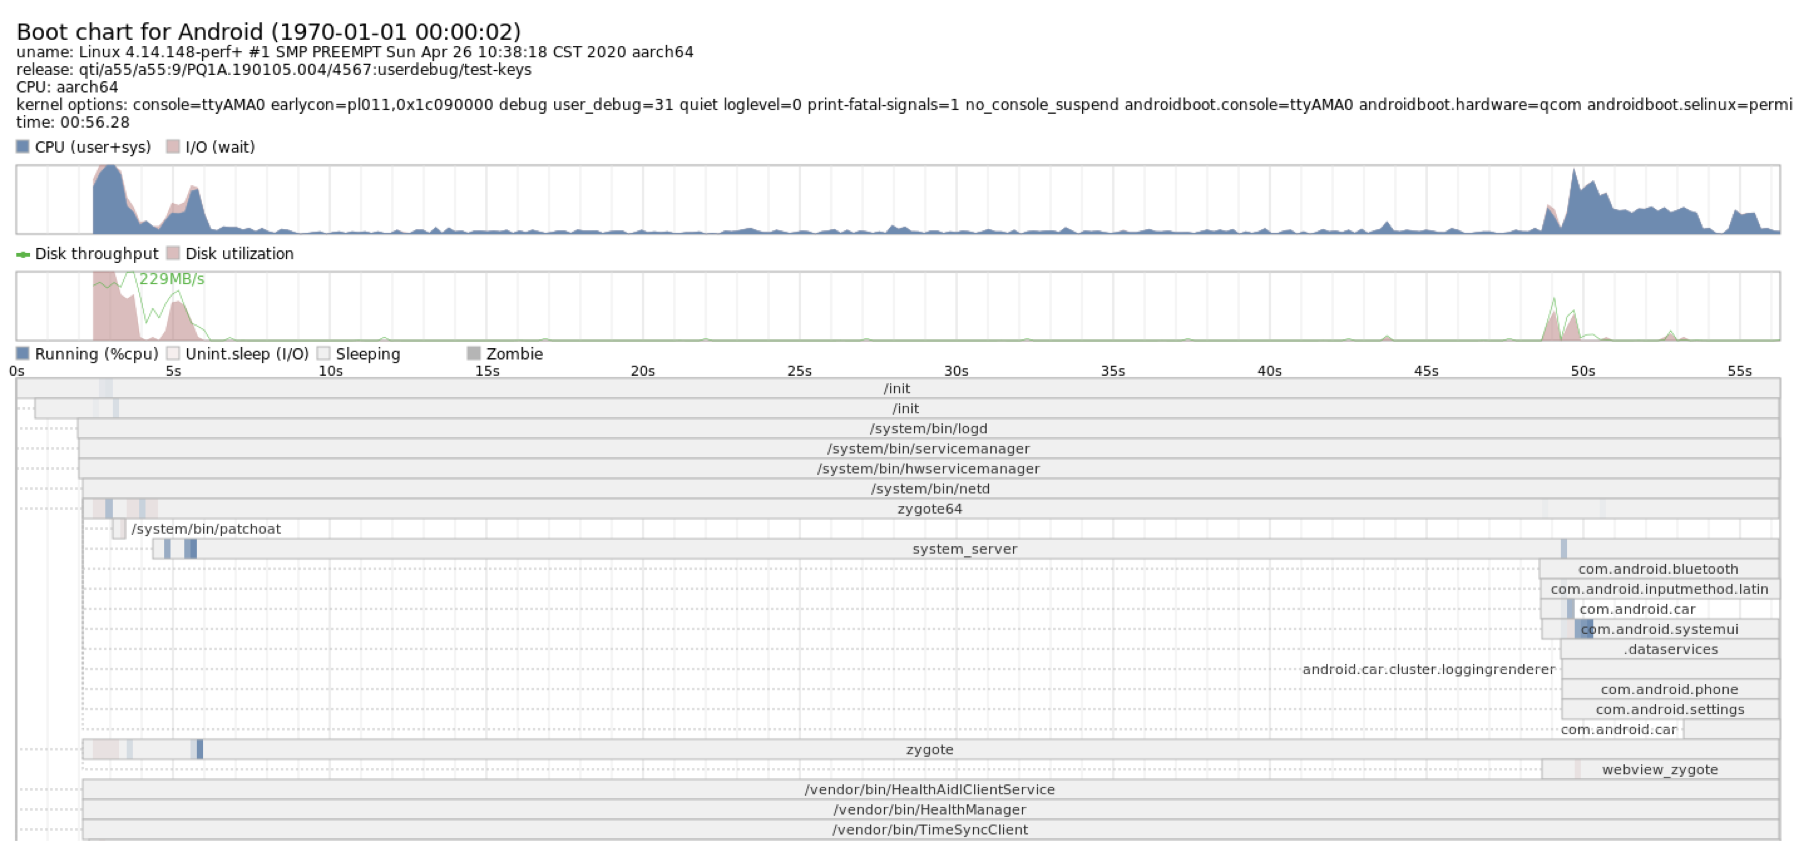 Boot chart for Android (1970-01-01 00:00:02)
uname: Linux 4.14.148-perf+ #1 SMP PREEMPT Sun Apr 26 10:38:18 CST 2020 aarch64
release: qti/a55/a55:9/PQ1A.190105.004/4567:userdebug/test-keys
CPU: aarch64
kernel options: console=ttyAMA0 earlycon=pl011,0x1c090000 debug user_debug=31 quiet loglevel=0 print-fatal-signals=1 no_console_suspend androidboot.console=ttyAMA0 androidboot.hardware=qcom androidboot.selinux=permi
time: 00:56.28
CPU (user+sys) I/O (wait)
Disk throughput Disk utilization
229MB/s
Running (%cpu) Unint.sleep (I/O) Sleeping Zombie
0s 5s 10s 15s 20s 25s 30s 35s 40s 45s 50s 55s
/init
/init
/system/bin/logd
/system/bin/servicemanager
/system/bin/hwservicemanager
/system/bin/netd
zygote64
/system/bin/patchoat
system_server
com.android.bluetooth
com.android.inputmethod.latin
com.android.car
com.android.systemui
.dataservices
android.car.cluster.loggingrenderer
com.android.phone
com.android.settings
com.android.car
zygote
webview_zygote
/vendor/bin/HealthAidlClientService
/vendor/bin/HealthManager
/vendor/bin/TimeSyncClient